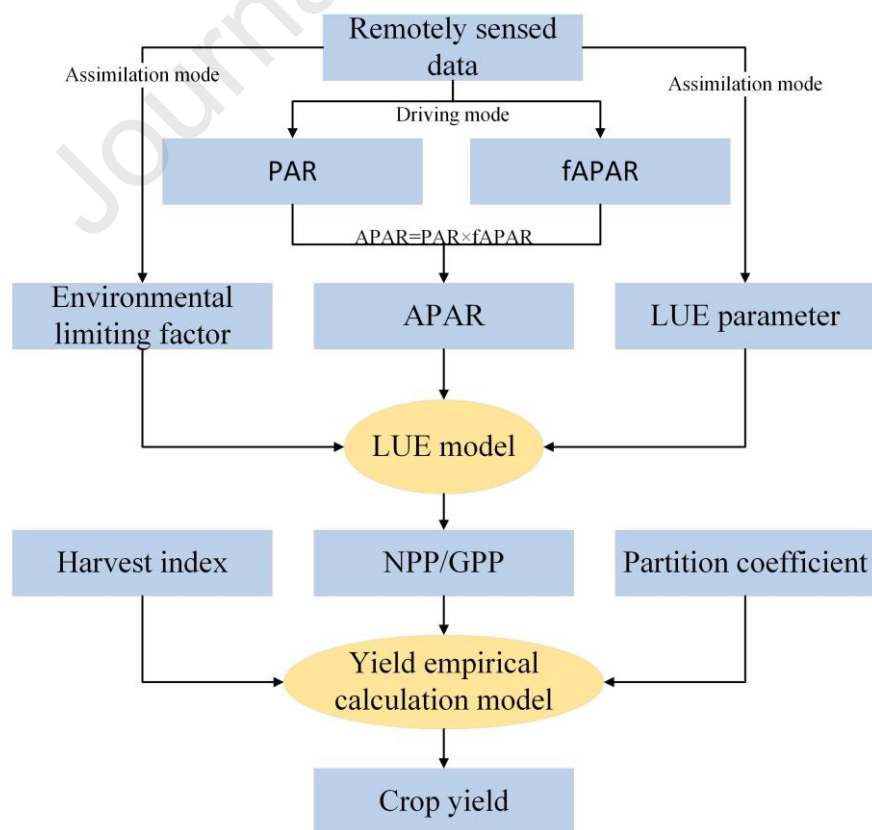 Journa
Remotely sensed
data
Assimilation mode
Assimilation mode
Driving mode
PAR
fAPAR
APAR=PAR×fAPAR
Environmental
limiting factor
APAR
LUE parameter
LUE model
Harvest index
NPP/GPP
Partition coefficient
Yield empirical
calculation model
Crop yield